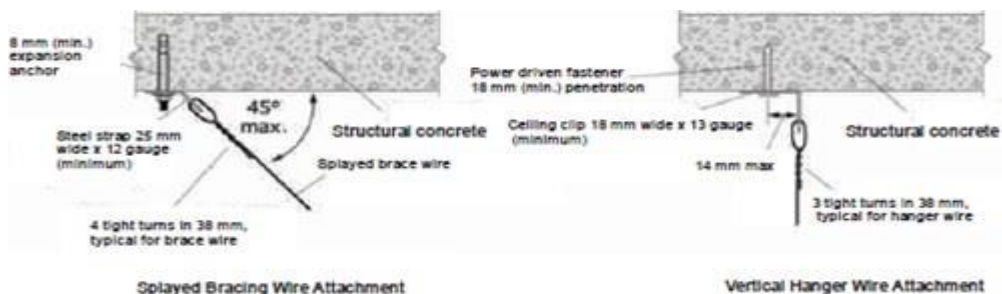 8 mm (min.)
expansion
anchor
45°
max.
Structural concrete
Steel strap 25 mm
wide x 12 gauge
(minimum)
Splayed brace wire
4 tight turns in 38 mm,
typical for brace wire
Splayed Bracing Wire Attachment
Power driven fastener
18 mm (min.) penetration
Ceiling clip 18 mm wide x 13 gauge
(minimum)
Structural concrete
14 mm max
3 tight turns in 38 mm,
typical for hanger wire
Vertical Hanger Wire Attachment